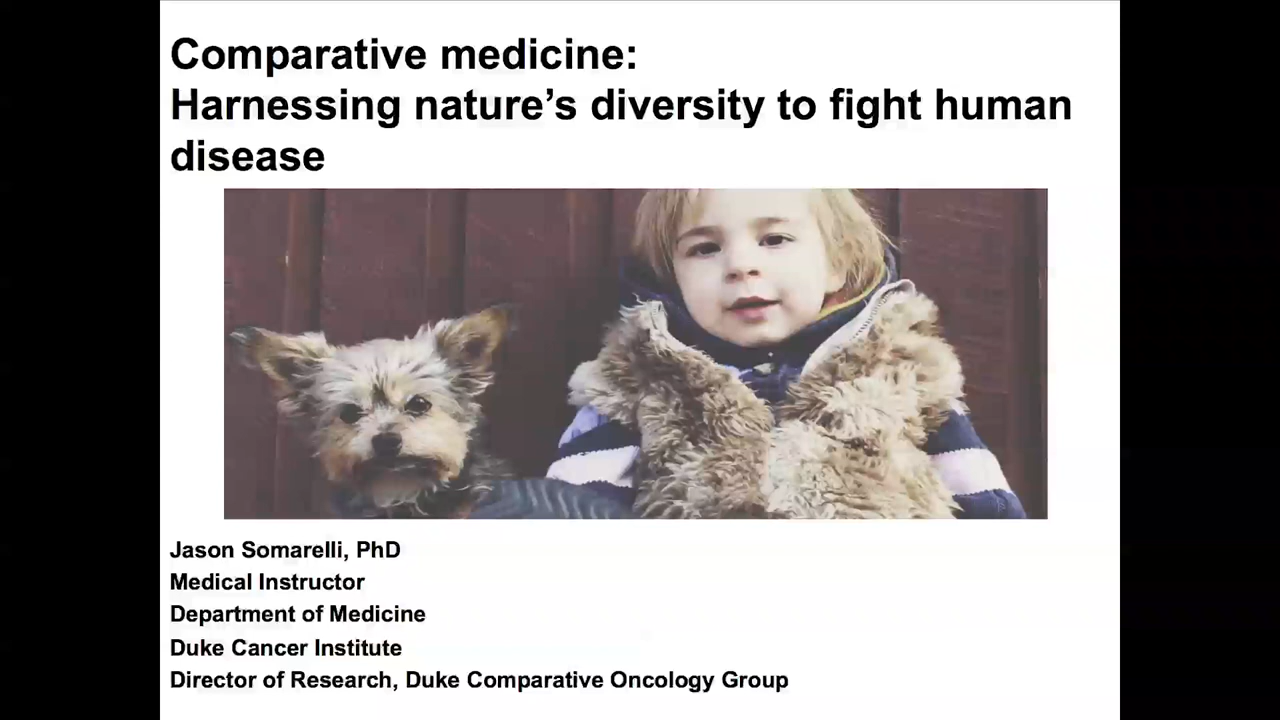 Comparative medicine:
Harnessing nature’s diversity to fight human
disease
Jason Somarelli, PhD
Medical Instructor
Department of Medicine
Duke Cancer Institute
Director of Research, Duke Comparative Oncology Group